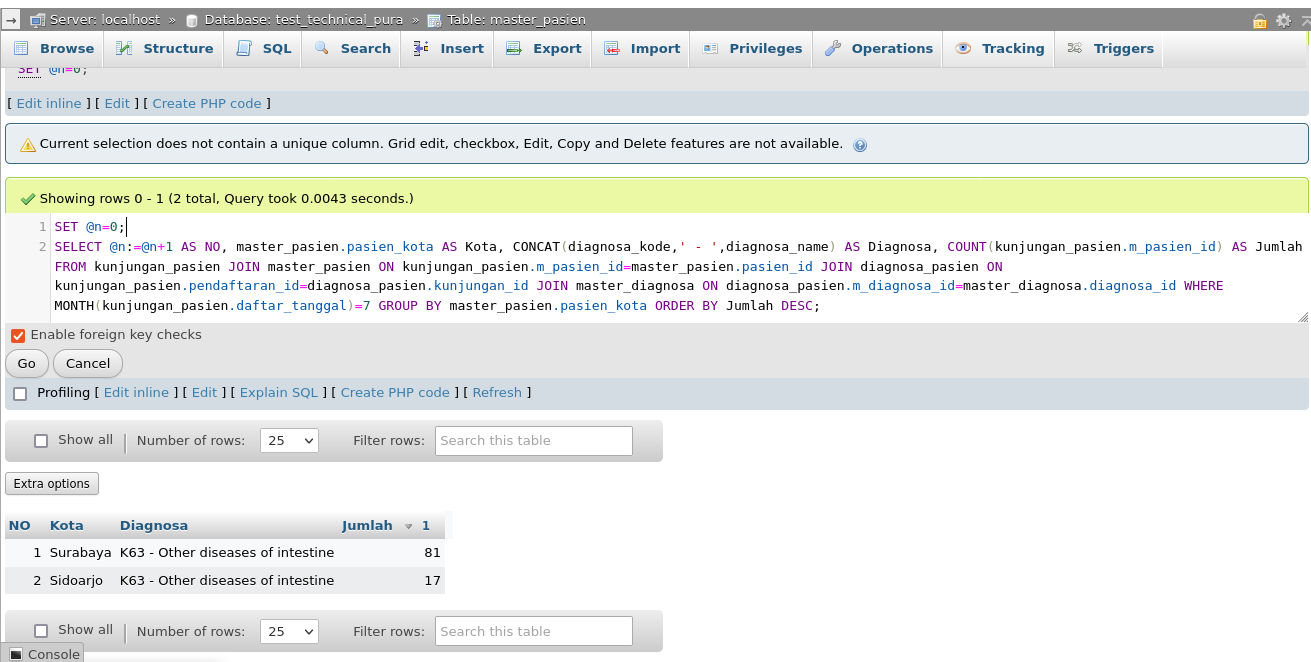 Server: localhost » Database: test_technical_pura » Table: master_pasien
Browse Structure SQL Search Insert Export Import Privileges Operations Tracking Triggers
SET @n=0;
[ Edit inline ] [ Edit ] [ Create PHP code ]
Current selection does not contain a unique column. Grid edit, checkbox, Edit, Copy and Delete features are not available.
Showing rows 0 - 1 (2 total, Query took 0.0043 seconds.)
1 SET @n=0;
2 SELECT @n:=@n+1 AS NO, master_pasien.pasien_kota AS Kota, CONCAT(diagnosa_kode,' - ',diagnosa_name) AS Diagnosa, COUNT(kunjungan_pasien.m_pasien_id) AS Jumlah
FROM kunjungan_pasien JOIN master_pasien ON kunjungan_pasien.m_pasien_id=master_pasien.pasien_id JOIN diagnosa_pasien ON
kunjungan_pasien.pendaftaran_id=diagnosa_pasien.kunjungan_id JOIN master_diagnosa ON diagnosa_pasien.m_diagnosa_id=master_diagnosa.diagnosa_id WHERE
MONTH(kunjungan_pasien.daftar_tanggal)=7 GROUP BY master_pasien.pasien_kota ORDER BY Jumlah DESC;
Enable foreign key checks
Go Cancel
Profiling [ Edit inline ] [ Edit ] [ Explain SQL ] [ Create PHP code ] [ Refresh ]
Show all Number of rows: 25 Filter rows: Search this table
Extra options
NO Kota Diagnosa Jumlah 1
1 Surabaya K63 - Other diseases of intestine 81
2 Sidoarjo K63 - Other diseases of intestine 17
Show all Number of rows: 25 Filter rows: Search this table
Console